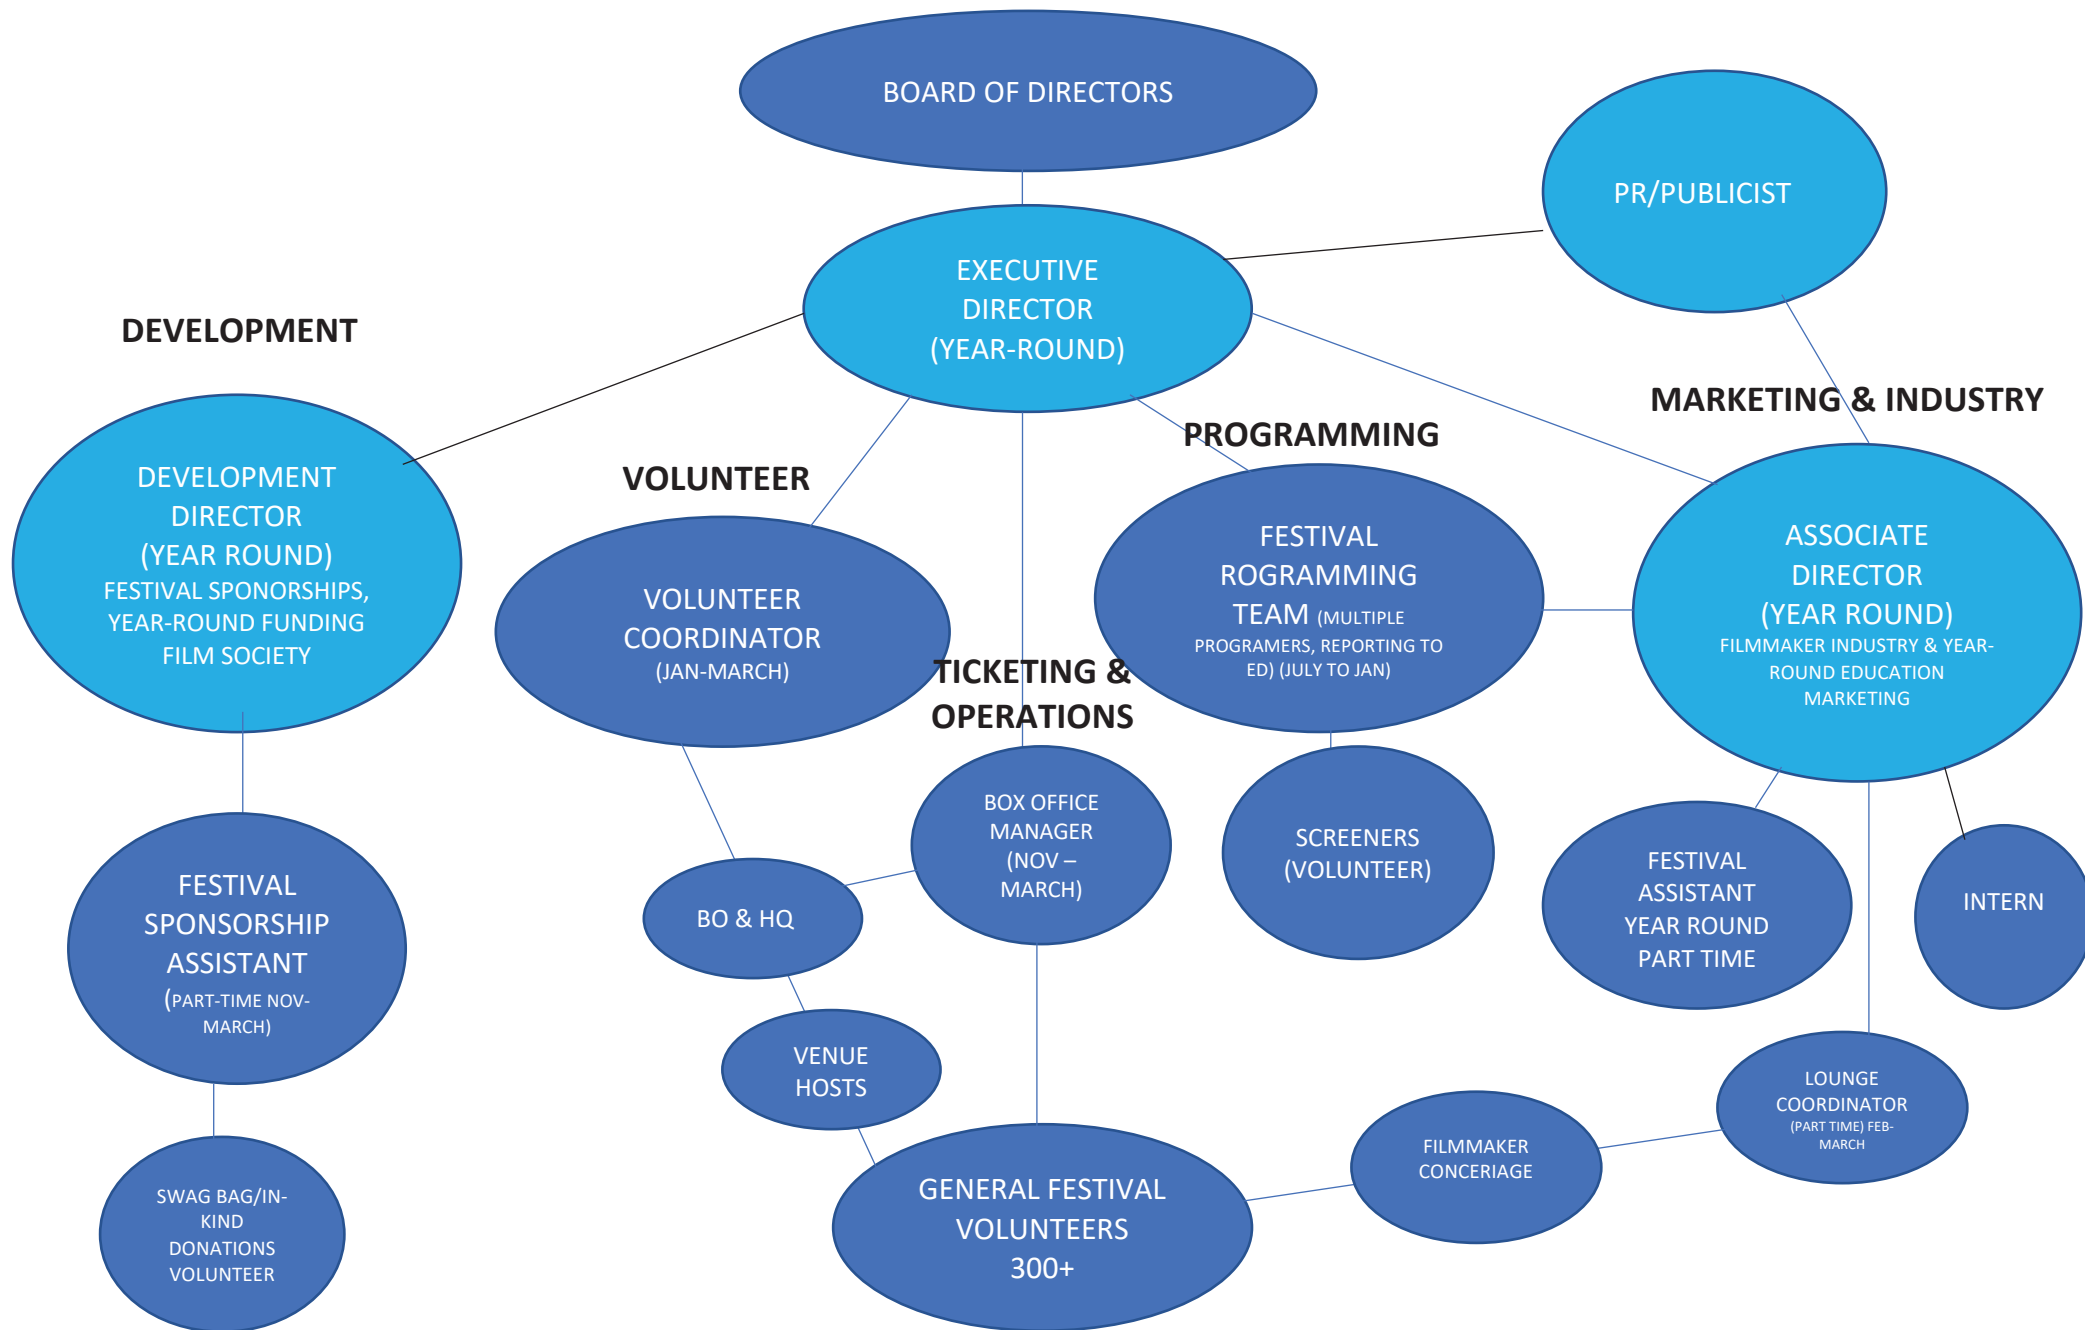 BOARD OF DIRECTORS
PR/PUBLICIST
EXECUTIVE
DIRECTOR
(YEAR-ROUND)
DEVELOPMENT
MARKETING & INDUSTRY
PROGRAMMING
VOLUNTEER
DEVELOPMENT
DIRECTOR
(YEAR ROUND)
FESTIVAL SPONORSHIPS,
YEAR-ROUND FUNDING
FILM SOCIETY
VOLUNTEER
COORDINATOR
(JAN-MARCH)
FESTIVAL
ROGRAMMING
TEAM (MULTIPLE
PROGRAMERS, REPORTING TO
ED) (JULY TO JAN)
ASSOCIATE
DIRECTOR
(YEAR ROUND)
FILMMAKER INDUSTRY & YEAR-
ROUND EDUCATION
MARKETING
TICKETING &
OPERATIONS
BOX OFFICE
MANAGER
(NOV –
MARCH)
SCREENERS
(VOLUNTEER)
FESTIVAL
ASSISTANT
YEAR ROUND
PART TIME
INTERN
FESTIVAL
SPONSORSHIP
ASSISTANT
(PART-TIME NOV-
MARCH)
BO & HQ
VENUE
HOSTS
LOUNGE
COORDINATOR
(PART TIME) FEB-
MARCH
FILMMAKER
CONCERIAGE
SWAG BAG/IN-
KIND
DONATIONS
VOLUNTEER
GENERAL FESTIVAL
VOLUNTEERS
300+